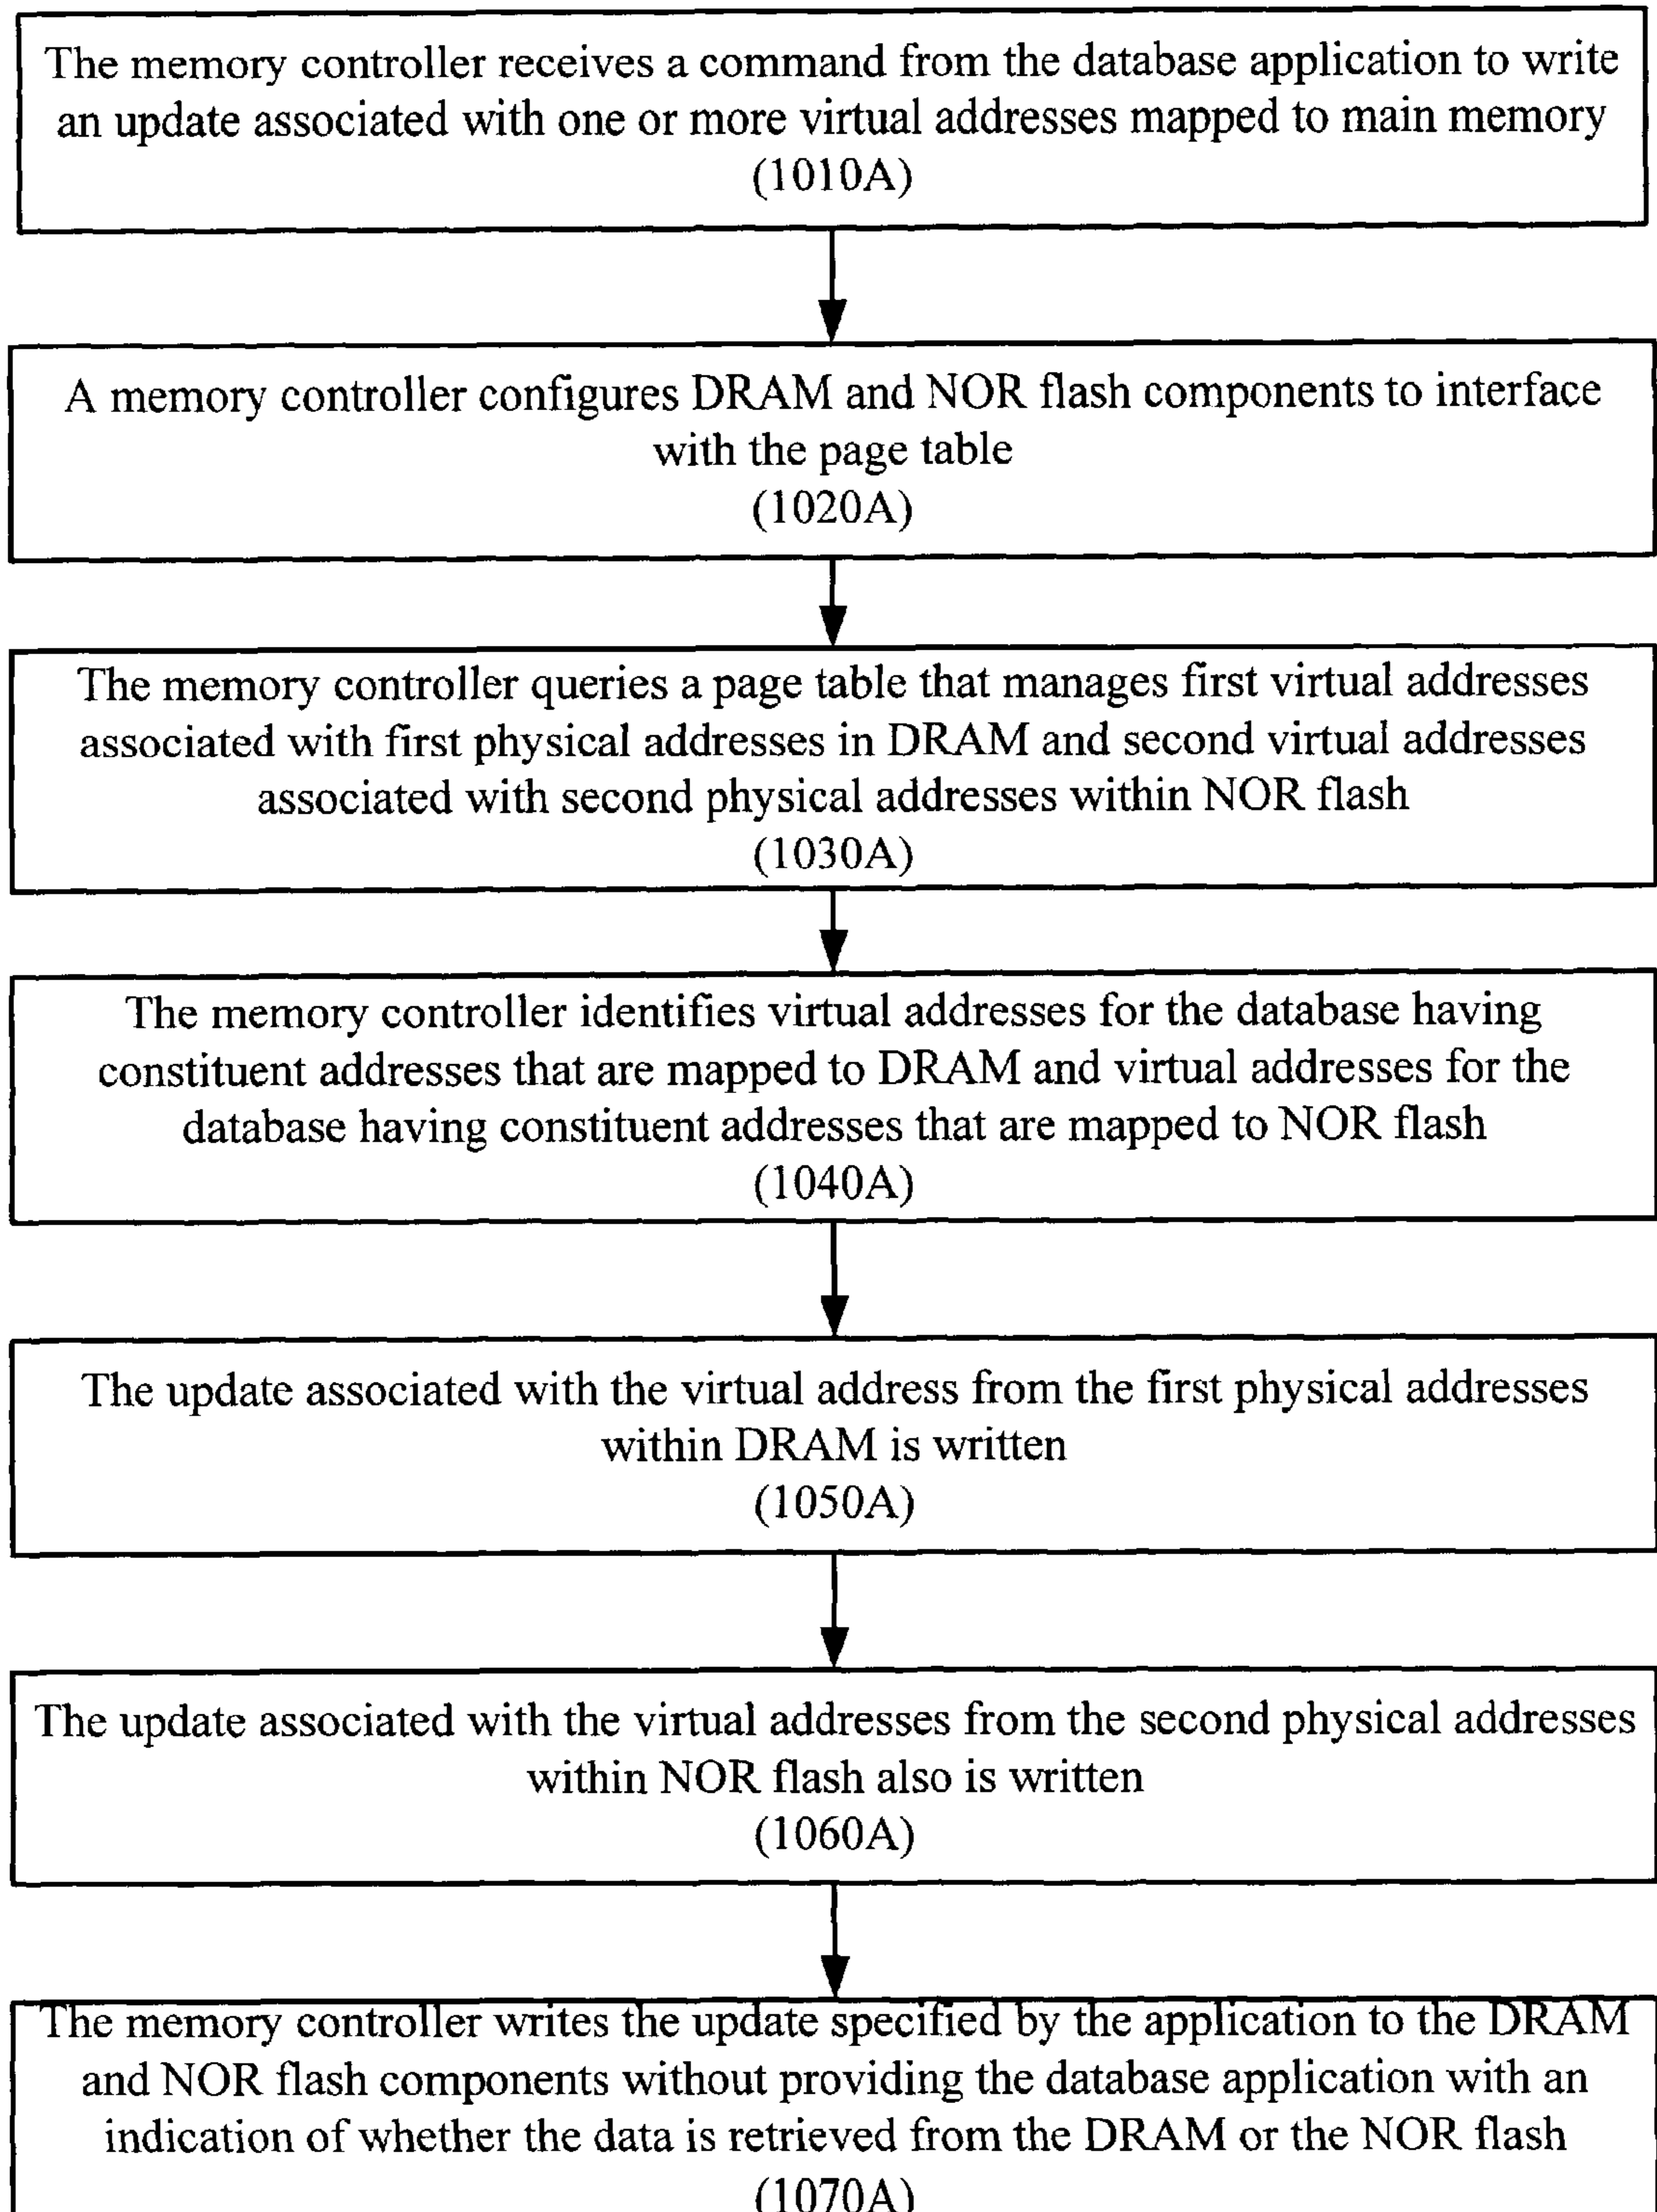 The memory controller receives a command from the database application to write
an update associated with one or more virtual addresses mapped to main memory
(1010A)
A memory controller configures DRAM and NOR flash components to interface
with the page table
(1020A)
The memory controller queries a page table that manages first virtual addresses
associated with first physical addresses in DRAM and second virtual addresses
associated with second physical addresses within NOR flash
(1030A)
The memory controller identifies virtual addresses for the database having
constituent addresses that are mapped to DRAM and virtual addresses for the
database having constituent addresses that are mapped to NOR flash
(1040A)
The update associated with the virtual address from the first physical addresses
within DRAM is written
(1050A)
The update associated with the virtual addresses from the second physical addresses
within NOR flash also is written
(1060A)
The memory controller writes the update specified by the application to the DRAM
and NOR flash components without providing the database application with an
indication of whether the data is retrieved from the DRAM or the NOR flash
(1070A)